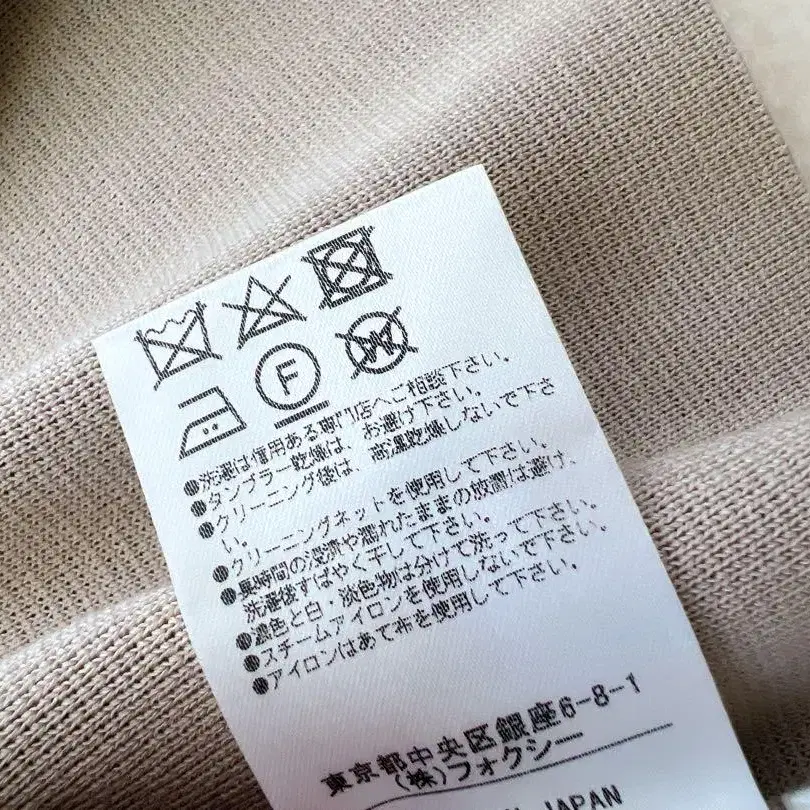 F
W
●洗濯は信用ある専門店へご相談下さい。
●タンブラー乾燥は、お避け下さい。
●クリーニング後は、高温乾燥しないで下さ
い。
●クリーニングネットを使用して下さい。
●長時間の浸漬や濡れたままの放置は避け、
洗濯後すばやく干して下さい。
●濃色と白・淡色物は分けて洗って下さい。
●スチームアイロンを使用しないで下さい。
●アイロンはあて布を使用して下さい。
東京都中央区銀座6-8-1
(株)フォクシー
JAPAN